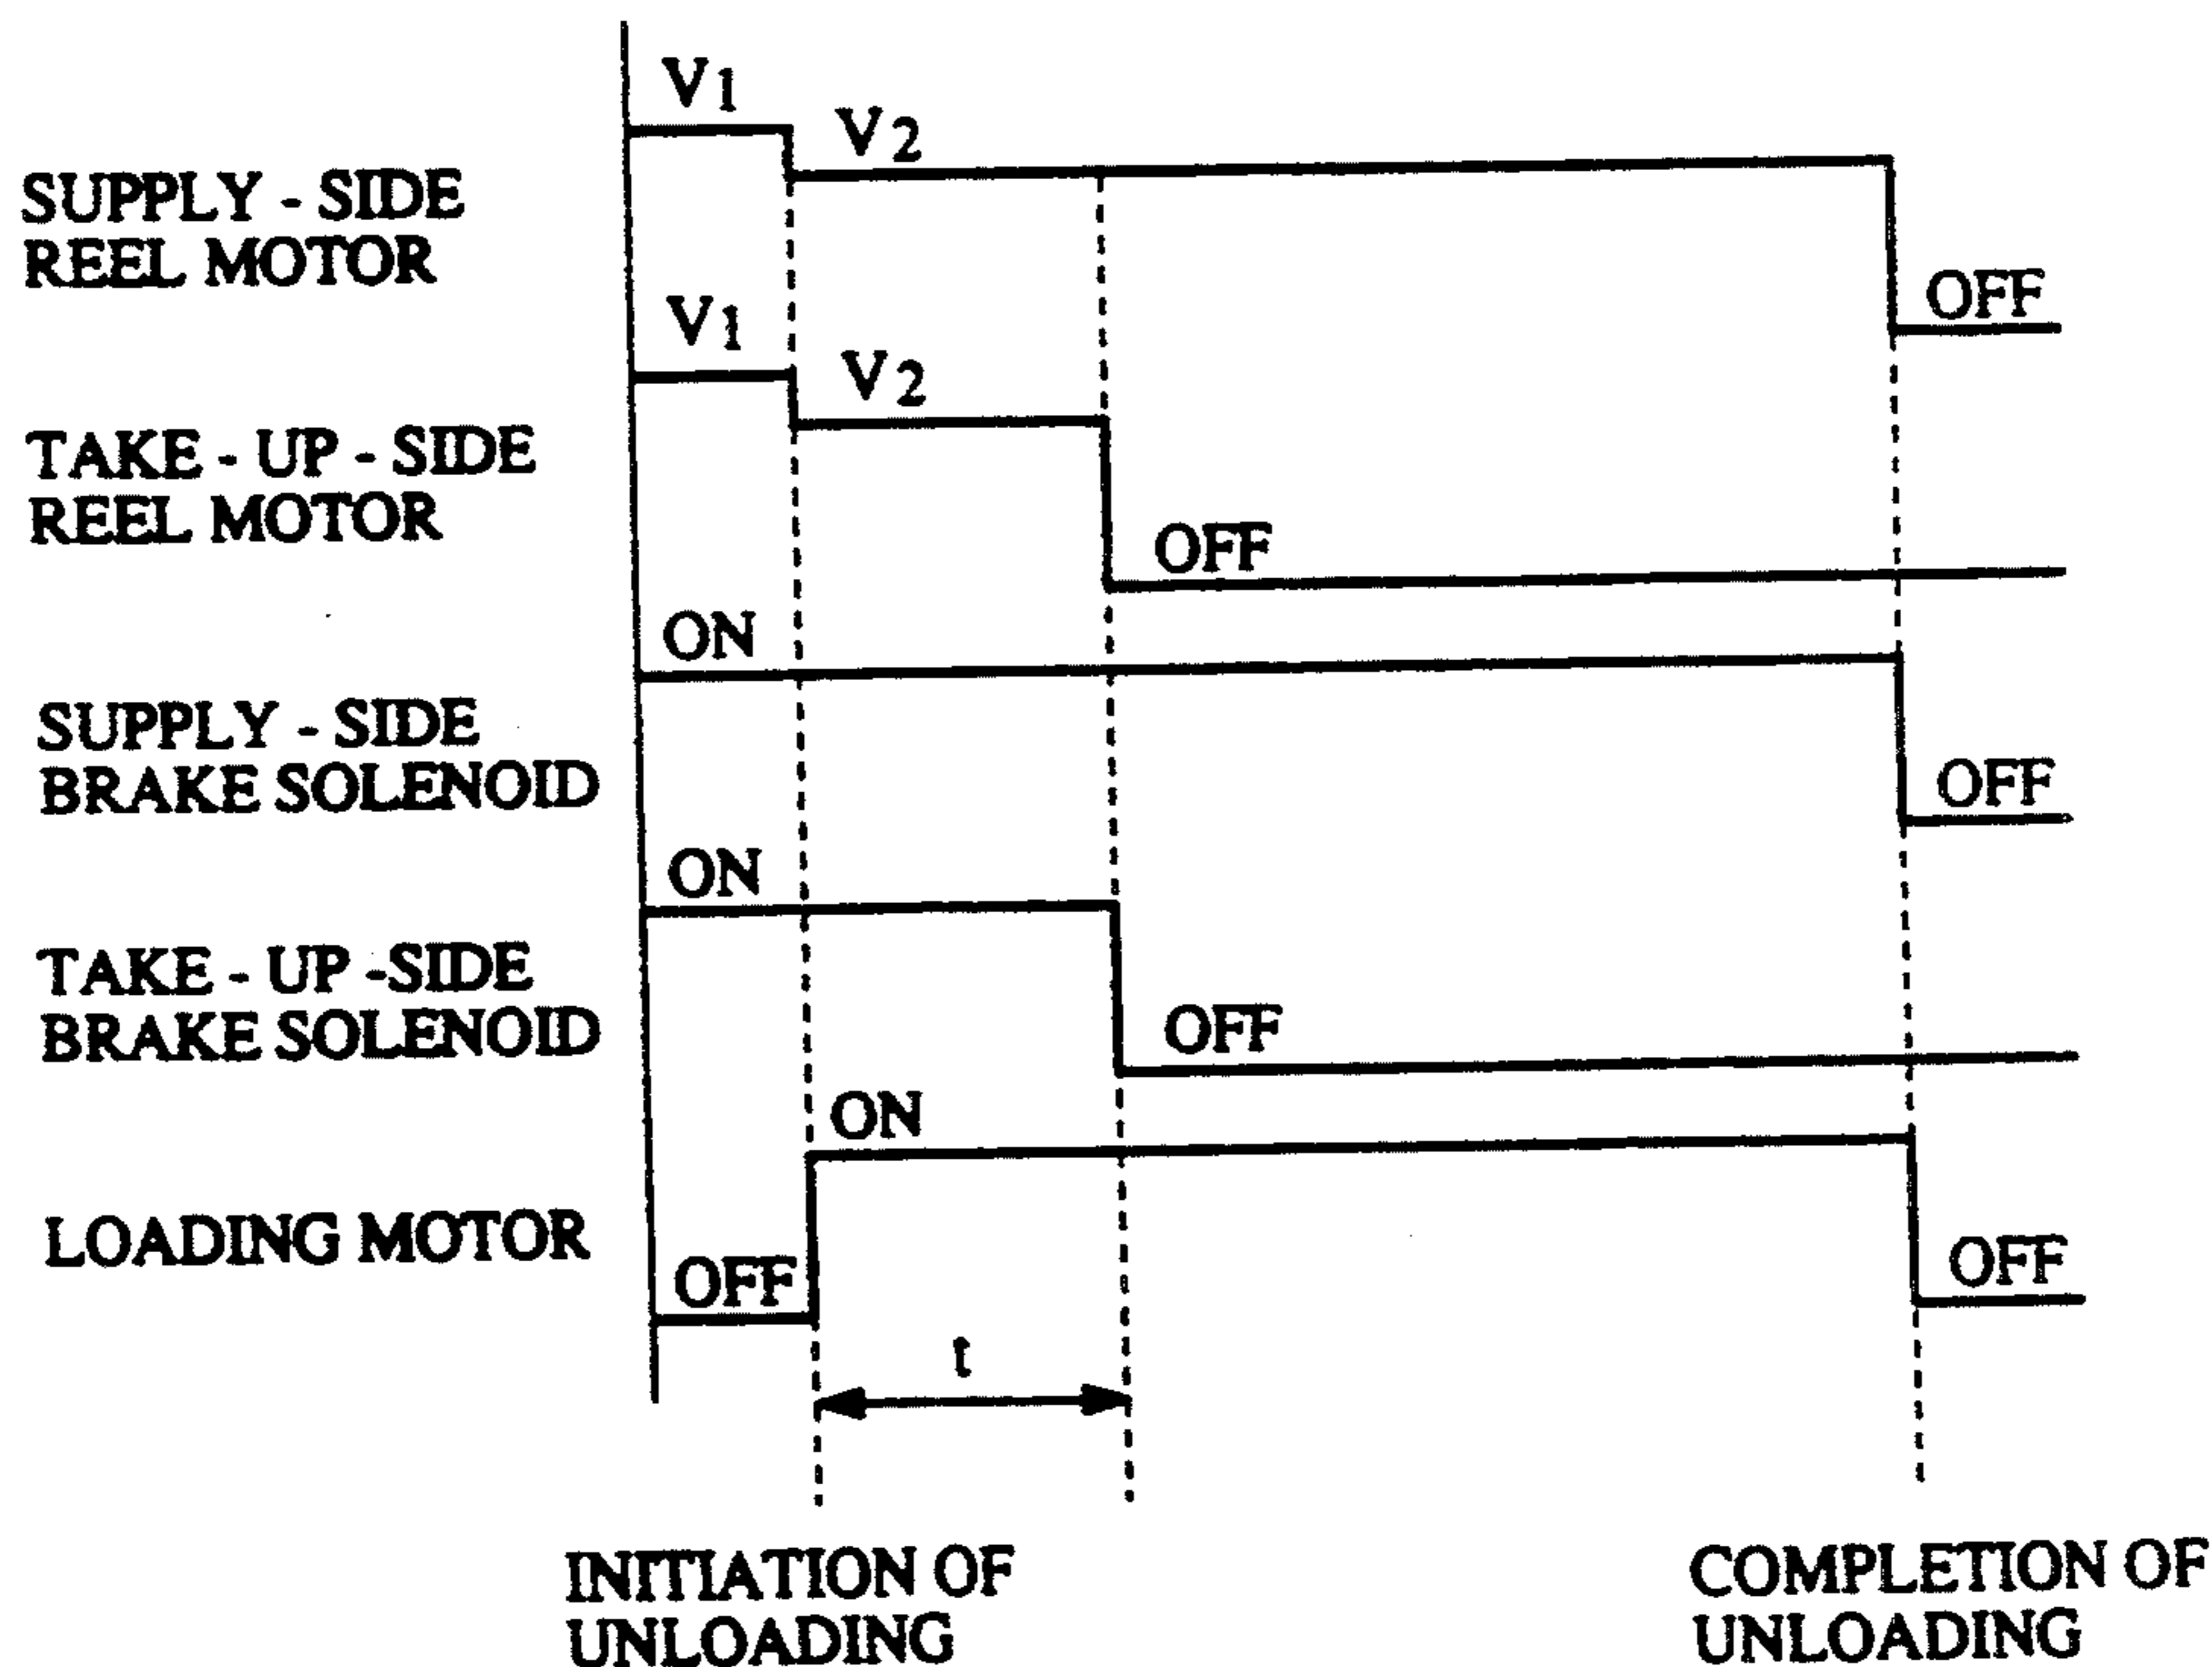 V1
V2
SUPPLY - SIDE
REEL MOTOR
OFF
V1
V2
TAKE - UP - SIDE
REEL MOTOR
OFF
ON
SUPPLY - SIDE
BRAKE SOLENOID
OFF
ON
TAKE - UP -SIDE
BRAKE SOLENOID
OFF
ON
LOADING MOTOR
OFF
OFF
t
INITIATION OF
UNLOADING
COMPLETION OF
UNLOADING